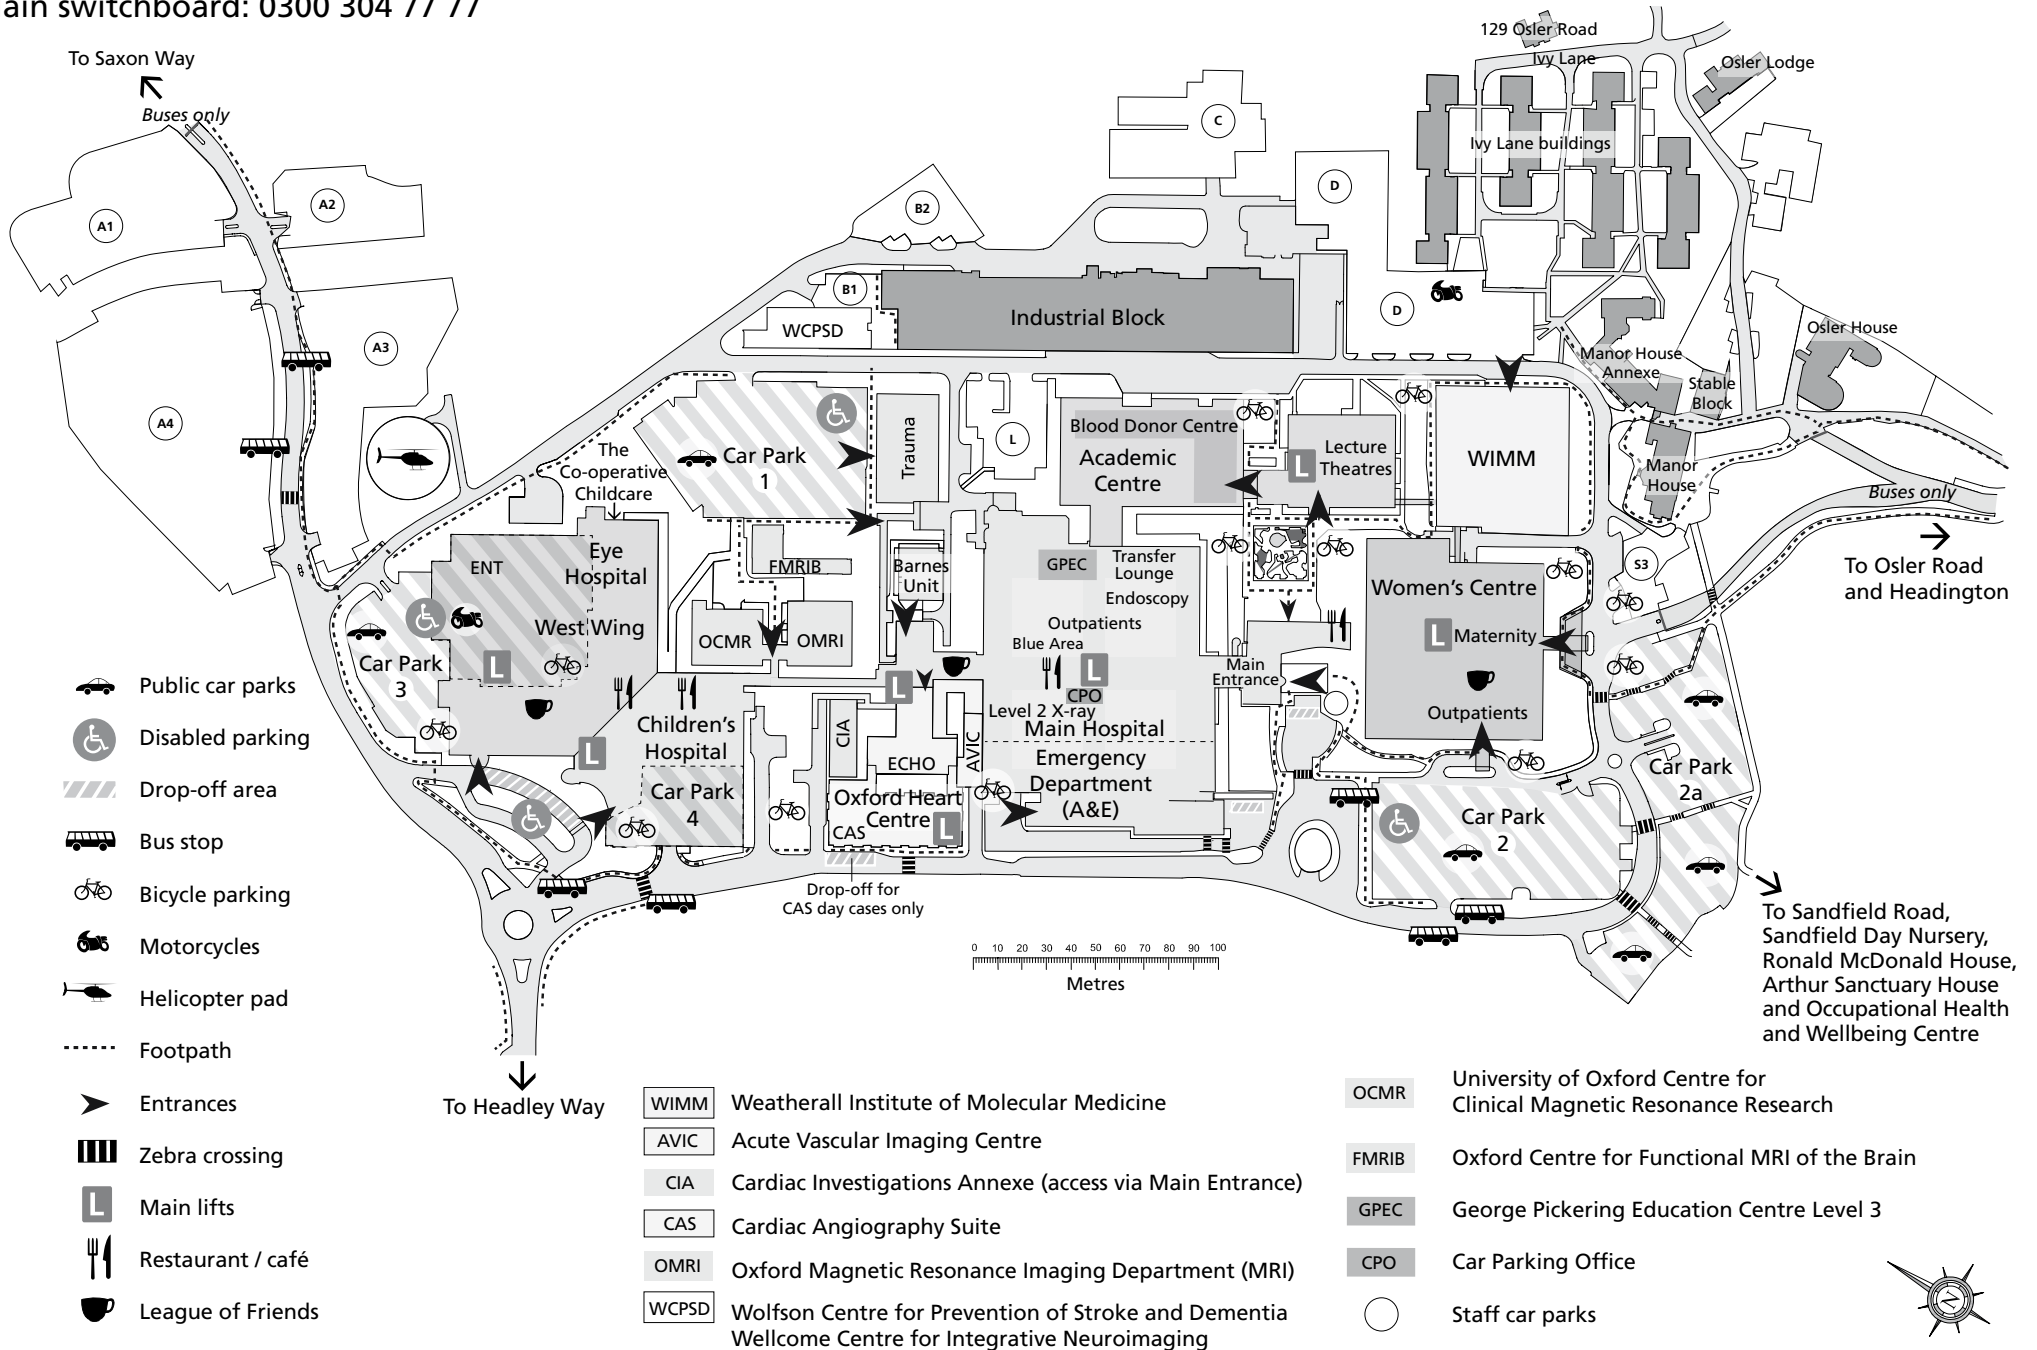 ain switchboard: 0300 304 77 77
To Saxon Way
Buses only
129 Osler Road
Ivy Lane
Osler Lodge
Ivy Lane buildings
C
D
A1
A2
B2
B1
WCPSD
Industrial Block
D
Manor House
Annexe
Stable
Block
Osler House
A3
A4
The
Co-operative
Childcare
Car Park
1
Trauma
L
Blood Donor Centre
Academic
Centre
L
Lecture
Theatres
WIMM
Manor
House
Buses only
To Osler Road
and Headington
ENT
Eye
Hospital
West Wing
L
FMRIB
OCMR
OMRI
Barnes
Unit
GPEC
Transfer
Lounge
Endoscopy
Outpatients
Blue Area
L
CPO
Level 2 X-ray
Main Hospital
Main
Entrance
Women's Centre
L
Maternity
Outpatients
S3
Car Park
3
Children's
Hospital
L
Car Park
4
L
CIA
ECHO
AVIC
Oxford Heart
Centre
CAS
L
Emergency
Department
(A&E)
Drop-off for
CAS day cases only
Car Park
2
Car Park
2a
To Sandfield Road,
Sandfield Day Nursery,
Ronald McDonald House,
Arthur Sanctuary House
and Occupational Health
and Wellbeing Centre
0 10 20 30 40 50 60 70 80 90 100
Metres
To Headley Way
Public car parks
Disabled parking
Drop-off area
Bus stop
Bicycle parking
Motorcycles
Helicopter pad
Footpath
Entrances
Zebra crossing
L Main lifts
Restaurant / café
League of Friends
WIMM Weatherall Institute of Molecular Medicine
AVIC Acute Vascular Imaging Centre
CIA Cardiac Investigations Annexe (access via Main Entrance)
CAS Cardiac Angiography Suite
OMRI Oxford Magnetic Resonance Imaging Department (MRI)
WCPSD Wolfson Centre for Prevention of Stroke and Dementia
Wellcome Centre for Integrative Neuroimaging
OCMR University of Oxford Centre for
Clinical Magnetic Resonance Research
FMRIB Oxford Centre for Functional MRI of the Brain
GPEC George Pickering Education Centre Level 3
CPO Car Parking Office
Staff car parks
N